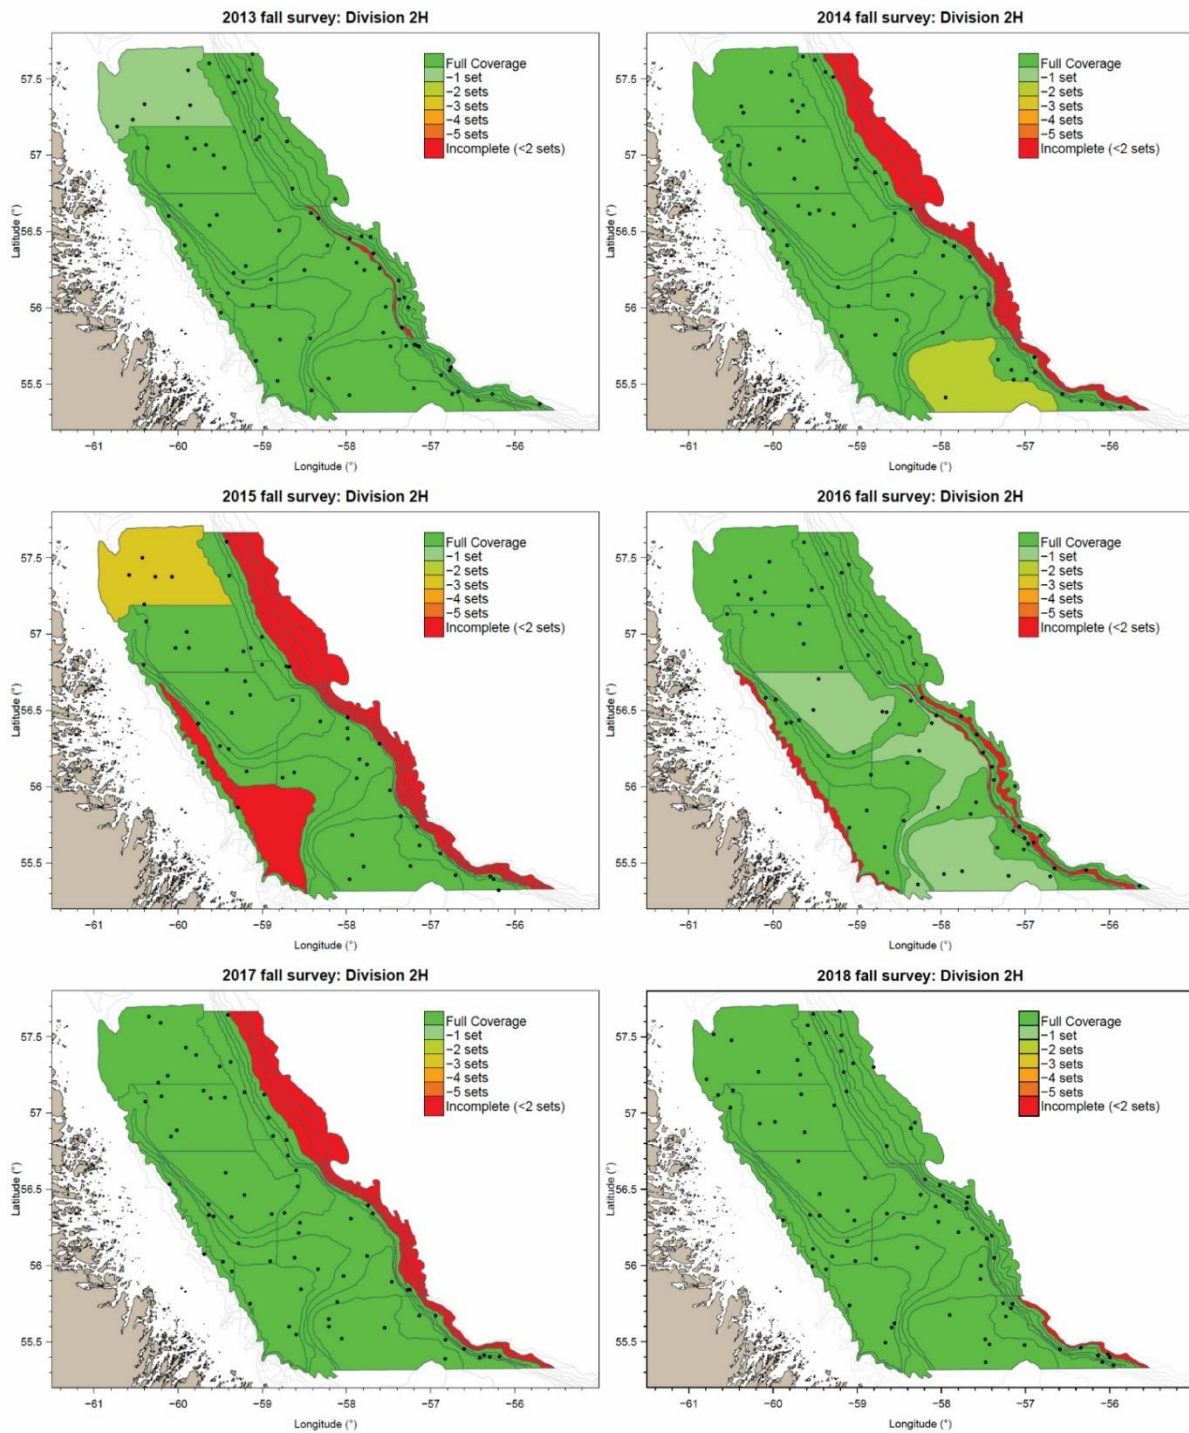 2013 fall survey: Division 2H
Full Coverage
−1 set
−2 sets
−3 sets
−4 sets
−5 sets
Incomplete (<2 sets)
57.5
57
56.5
56
55.5
Latitude (°)
−61 −60 −59 −58 −57 −56
Longitude (°)
2014 fall survey: Division 2H
Full Coverage
−1 set
−2 sets
−3 sets
−4 sets
−5 sets
Incomplete (<2 sets)
57.5
57
56.5
56
55.5
Latitude (°)
−61 −60 −59 −58 −57 −56
Longitude (°)
2015 fall survey: Division 2H
Full Coverage
−1 set
−2 sets
−3 sets
−4 sets
−5 sets
Incomplete (<2 sets)
57.5
57
56.5
56
55.5
Latitude (°)
−61 −60 −59 −58 −57 −56
Longitude (°)
2016 fall survey: Division 2H
Full Coverage
−1 set
−2 sets
−3 sets
−4 sets
−5 sets
Incomplete (<2 sets)
57.5
57
56.5
56
55.5
Latitude (°)
−61 −60 −59 −58 −57 −56
Longitude (°)
2017 fall survey: Division 2H
Full Coverage
−1 set
−2 sets
−3 sets
−4 sets
−5 sets
Incomplete (<2 sets)
57.5
57
56.5
56
55.5
Latitude (°)
−61 −60 −59 −58 −57 −56
Longitude (°)
2018 fall survey: Division 2H
Full Coverage
−1 set
−2 sets
−3 sets
−4 sets
−5 sets
Incomplete (<2 sets)
57.5
57
56.5
56
55.5
Latitude (°)
−61 −60 −59 −58 −57 −56
Longitude (°)